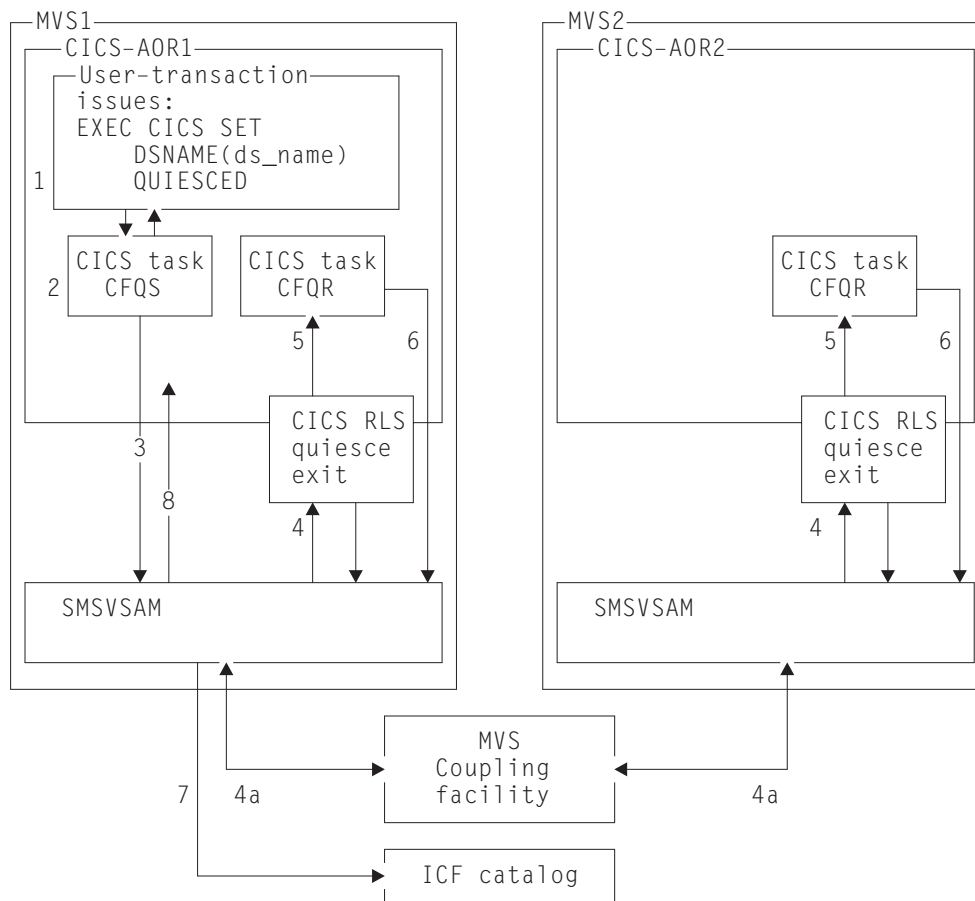 MVS1
CICS-AOR1
User-transaction
issues:
EXEC CICS SET
DSNAME(ds_name)
QUIESCED
1
CICS task
CFQS
2
CICS task
CFQR
5
6
3
8
CICS RLS
quiesce
exit
4
SMSVSAM
MVS2
CICS-AOR2
CICS task
CFQR
5
6
CICS RLS
quiesce
exit
4
SMSVSAM
MVS
Coupling
facility
7
4a
4a
ICF catalog